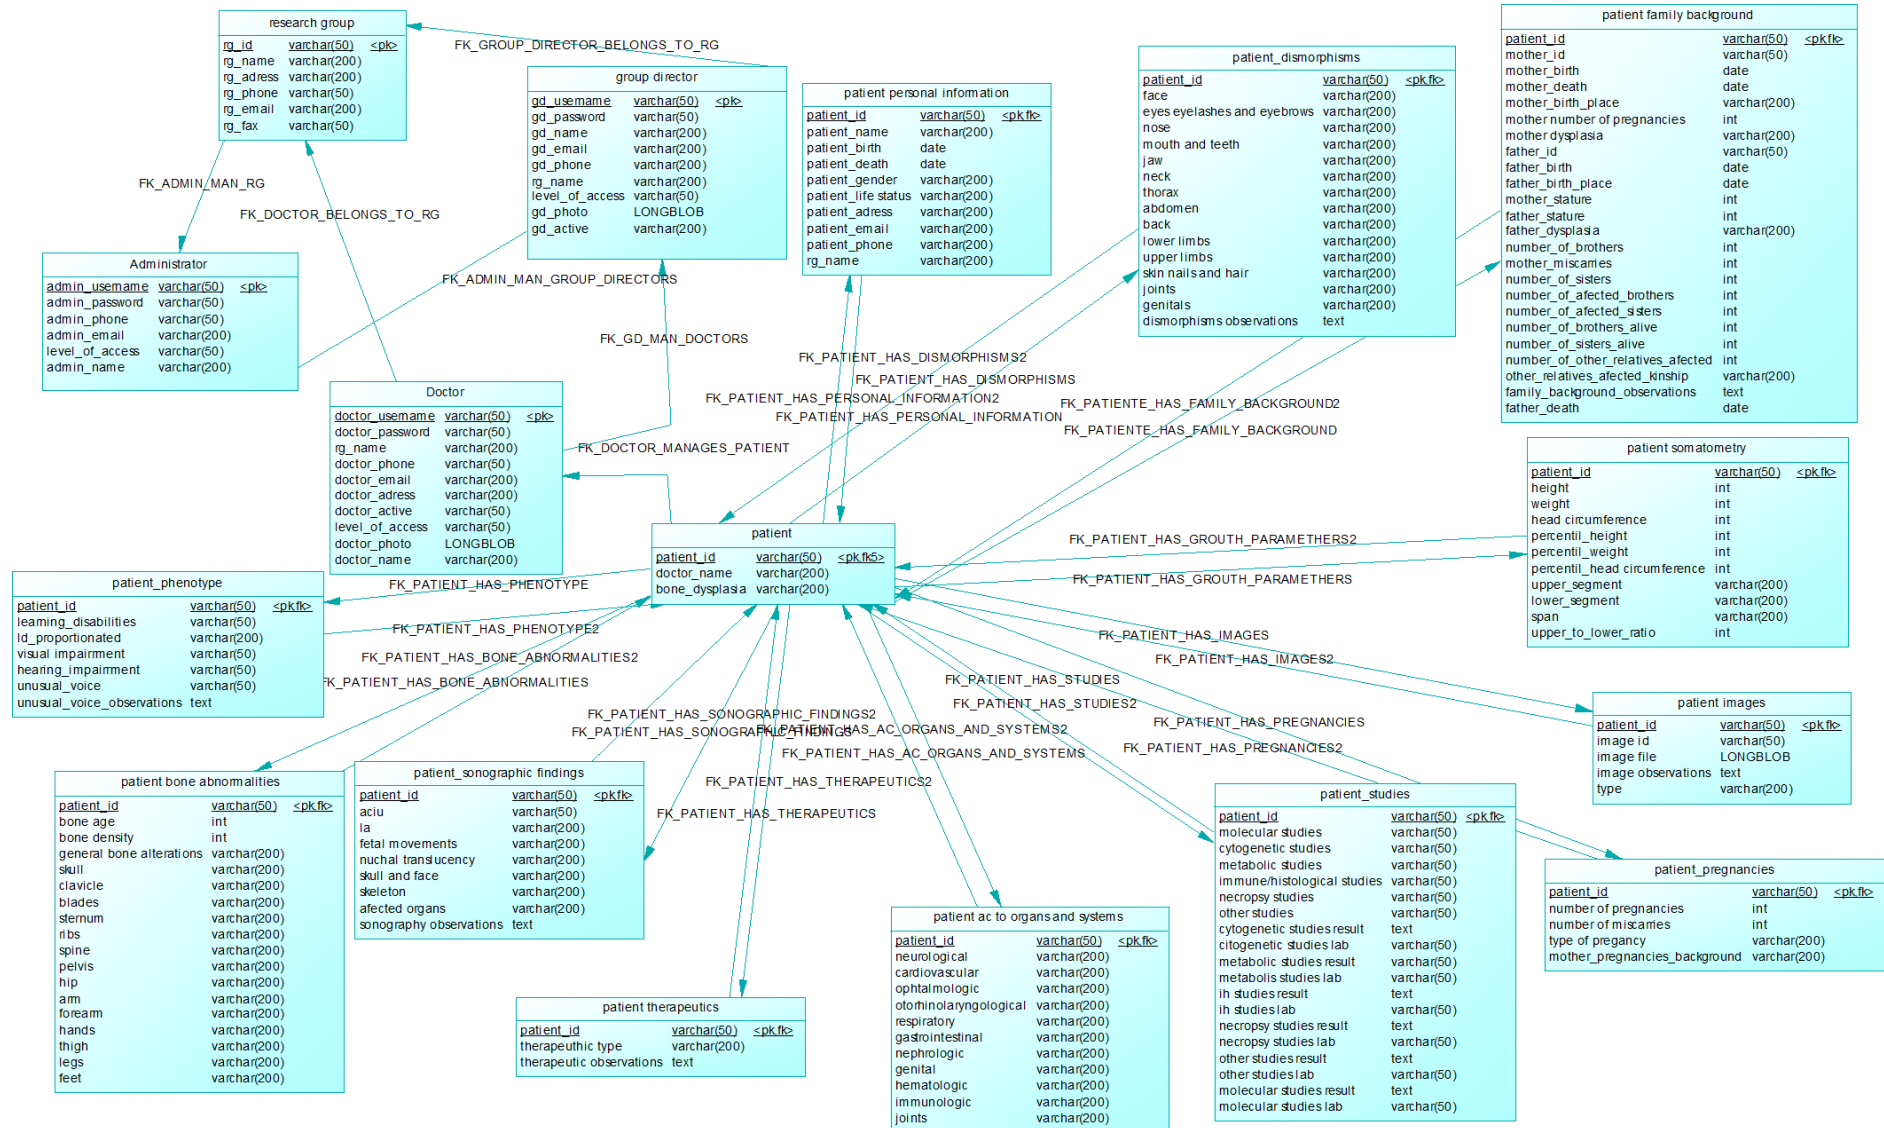 research group
rg_id varchar(50) <pk>
rg_name varchar(200)
rg_adress varchar(200)
rg_phone varchar(50)
rg_email varchar(200)
rg_fax varchar(50)
FK_GROUP_DIRECTOR_BELONGS_TO_RG
group director
gd_username varchar(50) <pk>
gd_password varchar(50)
gd_name varchar(200)
gd_email varchar(200)
gd_phone varchar(200)
rg_name varchar(200)
level_of_access varchar(50)
gd_photo LONGBLOB
gd_active varchar(200)
patient personal information
patient_id varchar(50) <pk,fk>
patient_name varchar(200)
patient_birth date
patient_death date
patient_gender varchar(200)
patient_life status varchar(200)
patient_adress varchar(200)
patient_email varchar(200)
patient_phone varchar(200)
rg_name varchar(200)
patient_dismorphisms
patient_id varchar(50) <pk,fk>
face varchar(200)
eyes eyelashes and eyebrows varchar(200)
nose varchar(200)
mouth and teeth varchar(200)
jaw varchar(200)
neck varchar(200)
thorax varchar(200)
abdomen varchar(200)
back varchar(200)
lower limbs varchar(200)
upper limbs varchar(200)
skin nails and hair varchar(200)
joints varchar(200)
genitals varchar(200)
dismorphisms observations text
patient family background
patient_id varchar(50) <pk,fk>
mother_id varchar(50)
mother_birth date
mother_death date
mother_birth_place varchar(200)
mother number of pregnancies int
mother dysplasia varchar(200)
father_id varchar(50)
father_birth date
father_birth_place date
mother_stature int
father_stature int
father_dysplasia varchar(200)
number_of_brothers int
mother_miscarries int
number_of_sisters int
number_of_afected_brothers int
number_of_afected_sisters int
number_of_brothers_alive int
number_of_sisters_alive int
number_of_other_relatives_afected int
other_relatives_afected_kinship varchar(200)
family_background_observations text
father_death date
FK_ADMIN_MAN_RG
FK_DOCTOR_BELONGS_TO_RG
Administrator
admin_username varchar(50) <pk>
admin_password varchar(50)
admin_phone varchar(50)
admin_email varchar(200)
level_of_access varchar(50)
admin_name varchar(200)
FK_ADMIN_MAN_GROUP_DIRECTORS
FK_GD_MAN_DOCTORS
FK_PATIENT_HAS_DISMORPHISMS2
FK_PATIENT_HAS_DISMORPHISMS
FK_PATIENT_HAS_PERSONAL_INFORMATION2
FK_PATIENT_HAS_PERSONAL_INFORMATION
FK_PATIENTE_HAS_FAMILY_BACKGROUND2
FK_PATIENTE_HAS_FAMILY_BACKGROUND
Doctor
doctor_username varchar(50) <pk>
doctor_password varchar(50)
rg_name varchar(200)
doctor_phone varchar(50)
doctor_email varchar(200)
doctor_adress varchar(200)
doctor_active varchar(50)
level_of_access varchar(50)
doctor_photo LONGBLOB
doctor_name varchar(200)
FK_DOCTOR_MANAGES_PATIENT
patient somatometry
patient_id varchar(50) <pk,fk>
height int
weight int
head circumference int
percentil_height int
percentil_weight int
percentil_head circumference int
upper_segment varchar(200)
lower_segment varchar(200)
span varchar(200)
upper_to_lower_ratio int
patient
patient_id varchar(50) <pk,fk5>
doctor_name varchar(200)
bone_dysplasia varchar(200)
FK_PATIENT_HAS_GROUTH_PARAMETHERS2
FK_PATIENT_HAS_GROUTH_PARAMETHERS
patient_phenotype
patient_id varchar(50) <pk,fk>
learning_disabilities varchar(50)
ld_proportionated varchar(200)
visual impairment varchar(50)
hearing_impairrment varchar(50)
unusual_voice varchar(50)
unusual_voice_observations text
FK_PATIENT_HAS_PHENOTYPE
FK_PATIENT_HAS_PHENOTYPE2
FK_PATIENT_HAS_BONE_ABNORMALITIES2
FK_PATIENT_HAS_BONE_ABNORMALITIES
FK_PATIENT_HAS_IMAGES
FK_PATIENT_HAS_IMAGES2
FK_PATIENT_HAS_STUDIES
FK_PATIENT_HAS_STUDIES2
FK_PATIENT_HAS_SONOGRAPHIC_FINDINGS2
FK_PATIENT_HAS_SONOGRAPHIC_FINDINGS
FK_PATIENT_HAS_AC_ORGANS_AND_SYSTEMS2
FK_PATIENT_HAS_AC_ORGANS_AND_SYSTEMS
FK_PATIENT_HAS_PREGNANCIES
FK_PATIENT_HAS_PREGNANCIES2
FK_PATIENT_HAS_THERAPEUTICS2
FK_PATIENT_HAS_THERAPEUTICS
patient images
patient_id varchar(50) <pk,fk>
image id varchar(50)
image file LONGBLOB
image observations text
type varchar(200)
patient bone abnormalities
patient_id varchar(50) <pk,fk>
bone age int
bone density int
general bone alterations varchar(200)
skull varchar(200)
clavicle varchar(200)
blades varchar(200)
sternum varchar(200)
ribs varchar(200)
spine varchar(200)
pelvis varchar(200)
hip varchar(200)
arm varchar(200)
forearm varchar(200)
hands varchar(200)
thigh varchar(200)
legs varchar(200)
feet varchar(200)
patient_sonographic findings
patient_id varchar(50) <pk,fk>
aciu varchar(50)
la varchar(200)
fetal movements varchar(200)
nuchal translucency varchar(200)
skull and face varchar(200)
skeleton varchar(200)
afected organs varchar(200)
sonography observations text
patient therapeutics
patient_id varchar(50) <pk,fk>
therapeuthic type varchar(200)
therapeutic observations text
patient ac to organs and systems
patient_id varchar(50) <pk,fk>
neurological varchar(200)
cardiovascular varchar(200)
ophtalmologic varchar(200)
otorhinolaryngological varchar(200)
respiratory varchar(200)
gastrointestinal varchar(200)
nephrologic varchar(200)
genital varchar(200)
hematologic varchar(200)
immunologic varchar(200)
joints varchar(200)
patient_studies
patient_id varchar(50) <pk,fk>
molecular studies varchar(50)
cytogenetic studies varchar(50)
metabolic studies varchar(50)
immune/histological studies varchar(50)
necropsy studies varchar(50)
other studies varchar(50)
cytogenetic studies result text
citogenetic studies lab varchar(50)
metabolic studies result varchar(50)
metabolis studies lab varchar(50)
ih studies result text
ih studies lab varchar(50)
necropsy studies result text
necropsy studies lab varchar(50)
other studies result text
other studies lab varchar(50)
molecular studies result text
molecular studies lab varchar(50)
patient_pregnancies
patient_id varchar(50) <pk,fk>
number of pregnancies int
number of miscarries int
type of pregancy varchar(200)
mother_pregnancies_background varchar(200)